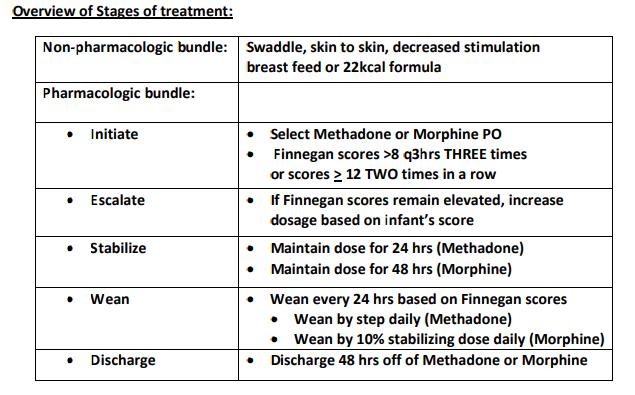 Overview of Stages of treatment:
Non-pharmacologic bundle: Swaddle, skin to skin, decreased stimulation
breast feed or 22kcal formula
Pharmacologic bundle:
• Initiate • Select Methadone or Morphine PO
• Finnegan scores >8 q3hrs THREE times
or scores ≥ 12 TWO times in a row
• Escalate • If Finnegan scores remain elevated, increase
dosage based on infant's score
• Stabilize • Maintain dose for 24 hrs (Methadone)
• Maintain dose for 48 hrs (Morphine)
• Wean • Wean every 24 hrs based on Finnegan scores
• Wean by step daily (Methadone)
• Wean by 10% stabilizing dose daily (Morphine)
• Discharge • Discharge 48 hrs off of Methadone or Morphine